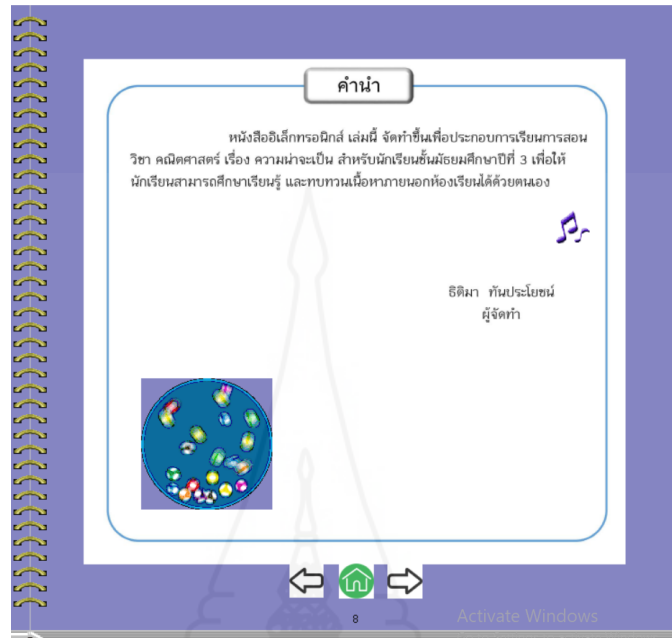 คำนำ
หนังสืออิเล็กทรอนิกส์ เล่มนี้ จัดทำขึ้นเพื่อประกอบการเรียนการสอน
วิชา คณิตศาสตร์ เรื่อง ความน่าจะเป็น สำหรับนักเรียนชั้นมัธยมศึกษาปีที่ 3 เพื่อให้
นักเรียนสามารถศึกษาเรียนรู้ และทบทวนเนื้อหาภายนอกห้องเรียนได้ด้วยตนเอง
ธิติมา ทันประโยชน์
ผู้จัดทำ
8
Activate Windows